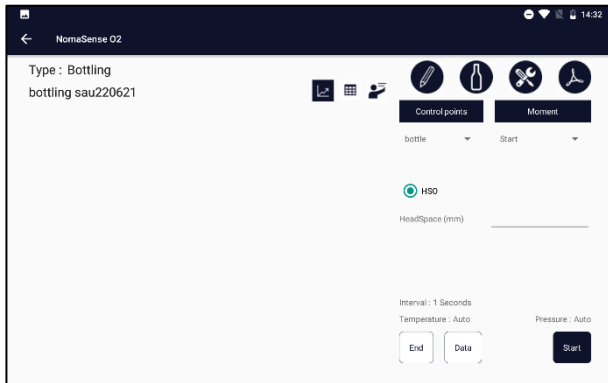 14:32
NomaSense O2
Type : Bottling
bottling sau220621
Control points
Moment
bottle
Start
HSO
HeadSpace (mm)
Interval : 1 Seconds
Temperature : Auto
Pressure : Auto
End
Data
Start